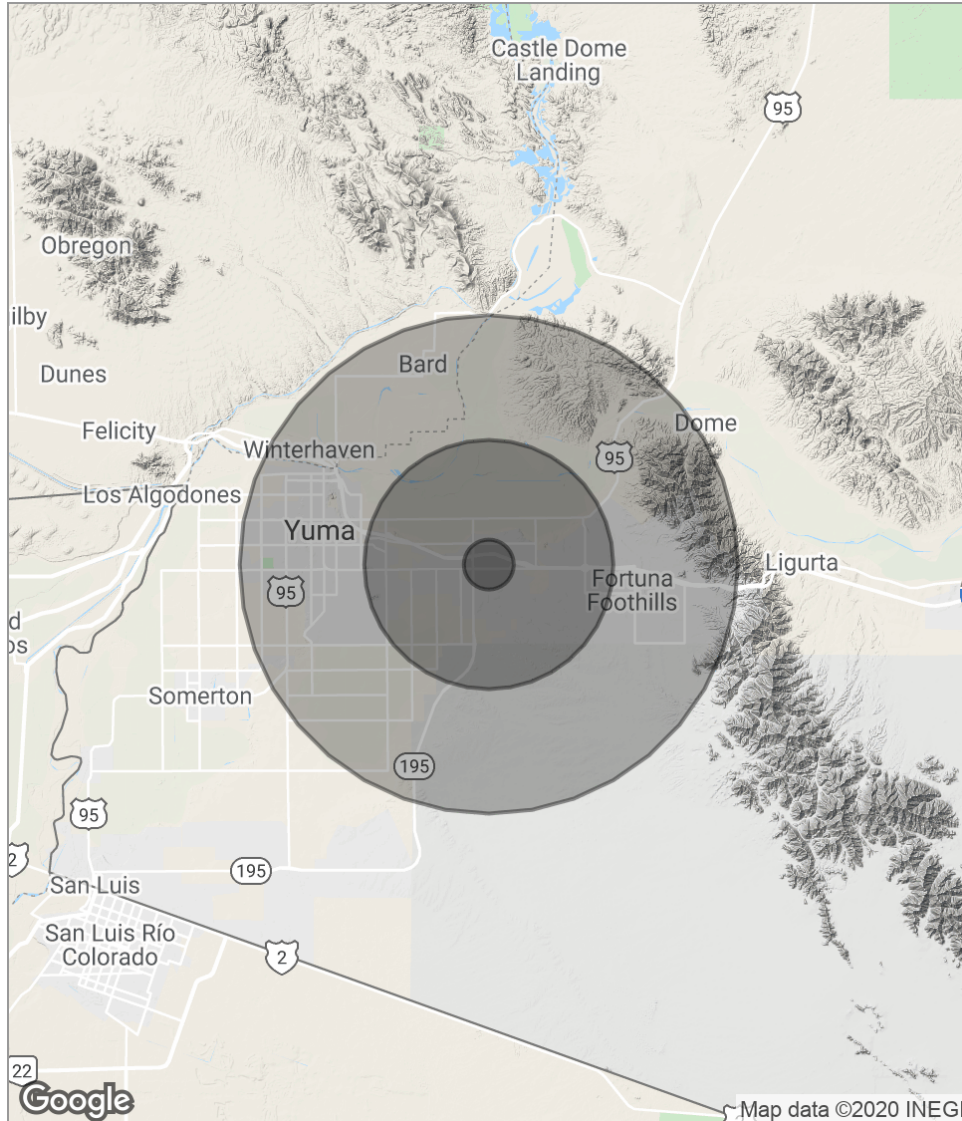 Castle Dome
Landing
95
Obregon
ilby
Bard
Dunes
Dome
Felicity
Winterhaven
95
Los Algodones
Yuma
Ligurta
Fortuna
Foothills
95
d
os
Somerton
195
95
2
195
San Luis
San Luis Río
Colorado
2
22
Google
Map data ©2020 INEGI